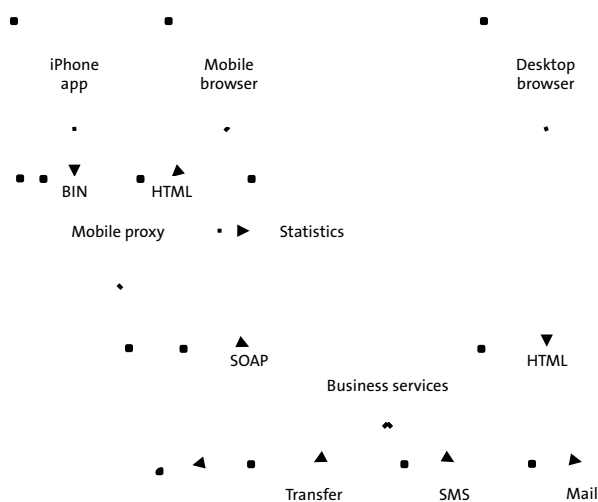 iPhone
app
Mobile
browser
Desktop
browser
BIN
HTML
Mobile proxy
Statistics
SOAP
HTML
Business services
Transfer
SMS
Mail